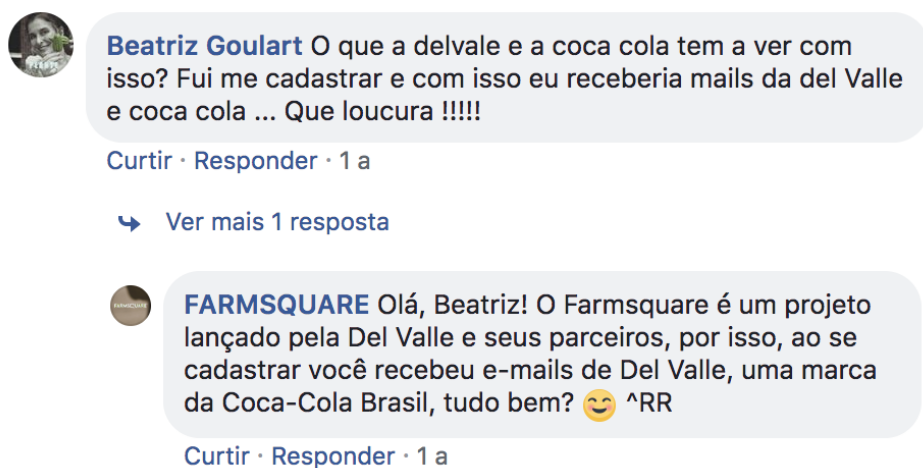 Beatriz Goulart O que a delvale e a coca cola tem a ver com
isso? Fui me cadastrar e com isso eu receberia mails da del Valle
e coca cola ... Que loucura !!!!!
Curtir · Responder · 1 a
Ver mais 1 resposta
FARMSQUARE
FARMSQUARE Olá, Beatriz! O Farmsquare é um projeto
lançado pela Del Valle e seus parceiros, por isso, ao se
cadastrar você recebeu e-mails de Del Valle, uma marca
da Coca-Cola Brasil, tudo bem? 😊 ^RR
Curtir · Responder · 1 a